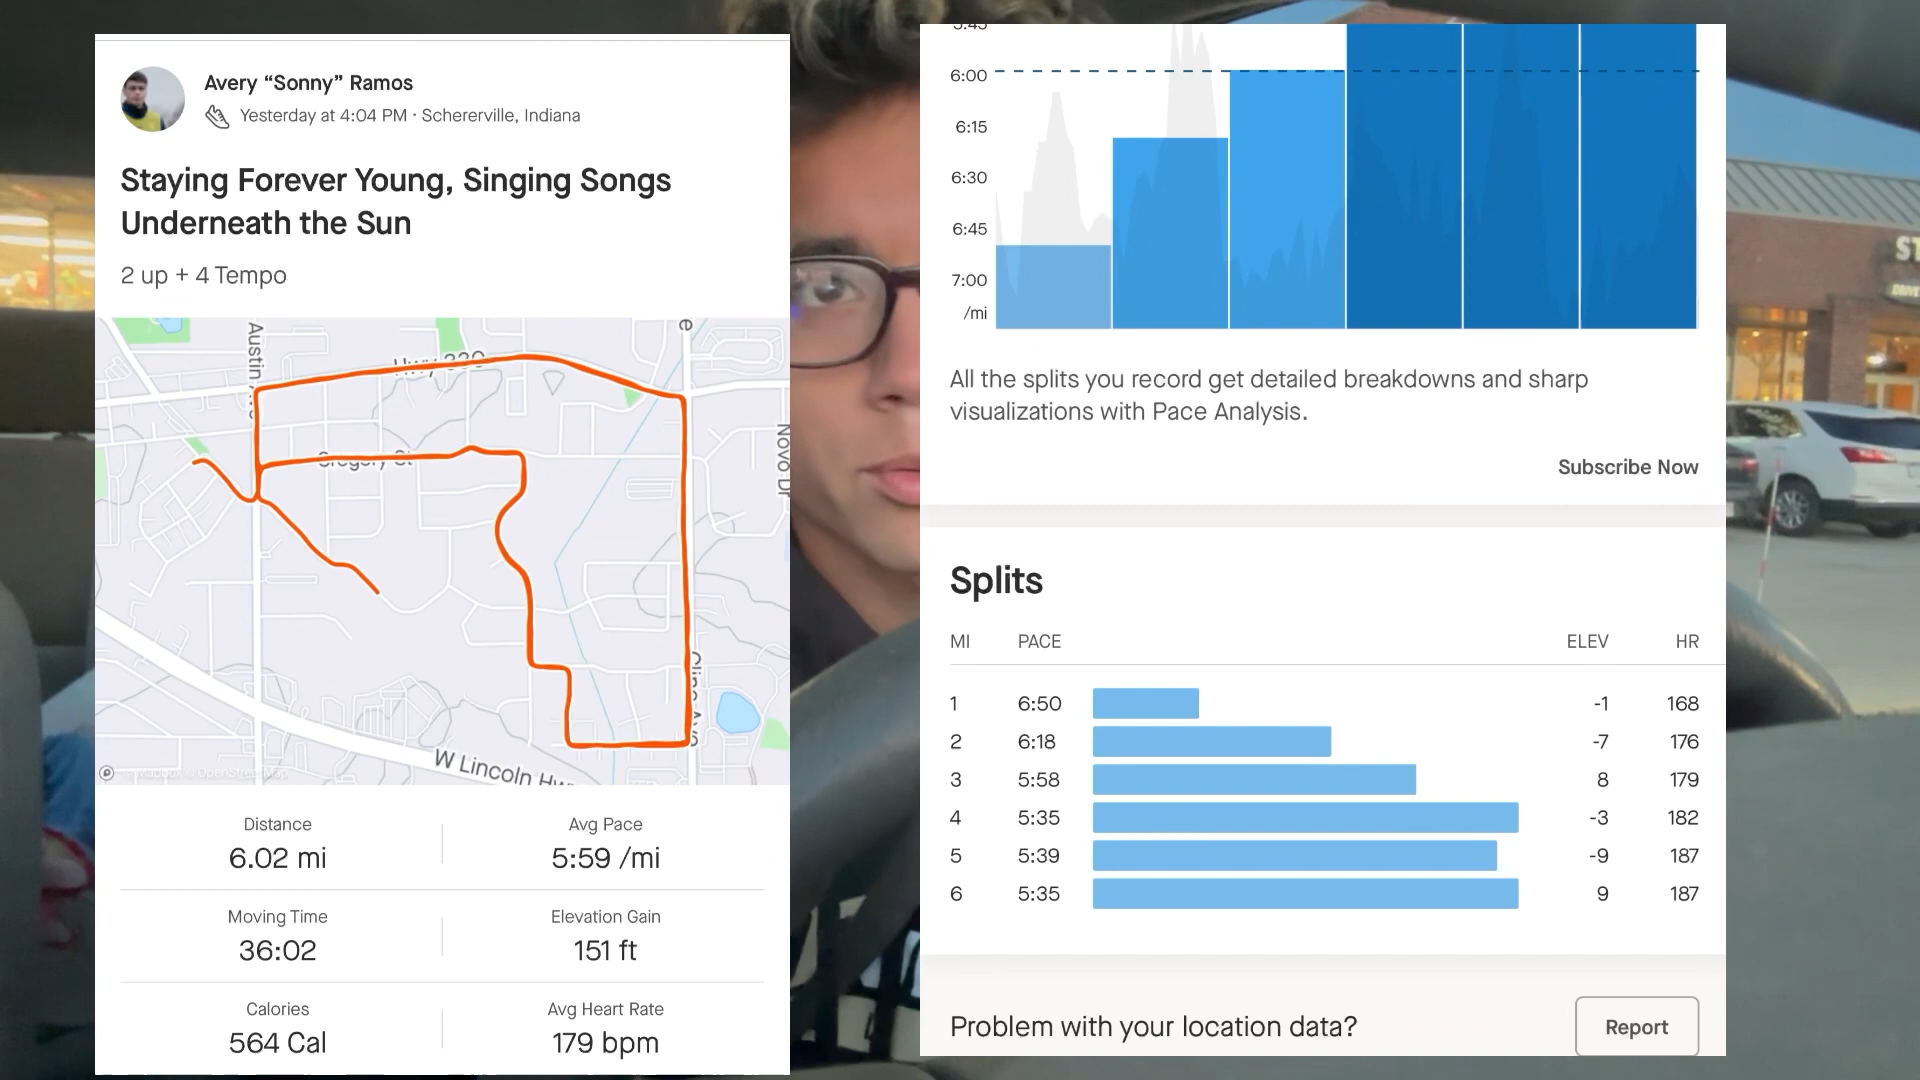 Avery “Sonny” Ramos
Yesterday at 4:04 PM · Schererville, Indiana
Staying Forever Young, Singing Songs
Underneath the Sun
2 up + 4 Tempo
Austin
e
Gregory St
Novo Dr
W Lincoln
Distance
6.02 mi
Avg Pace
5:59 /mi
Moving Time
36:02
Elevation Gain
151 ft
Calories
564 Cal
Avg Heart Rate
179 bpm
5:45
6:00
6:15
6:30
6:45
7:00
/mi
All the splits you record get detailed breakdowns and sharp
visualizations with Pace Analysis.
Subscribe Now
Splits
MI PACE ELEV HR
1 6:50 -1 168
2 6:18 -7 176
3 5:58 8 179
4 5:35 -3 182
5 5:39 -9 187
6 5:35 9 187
Problem with your location data?
Report
ST